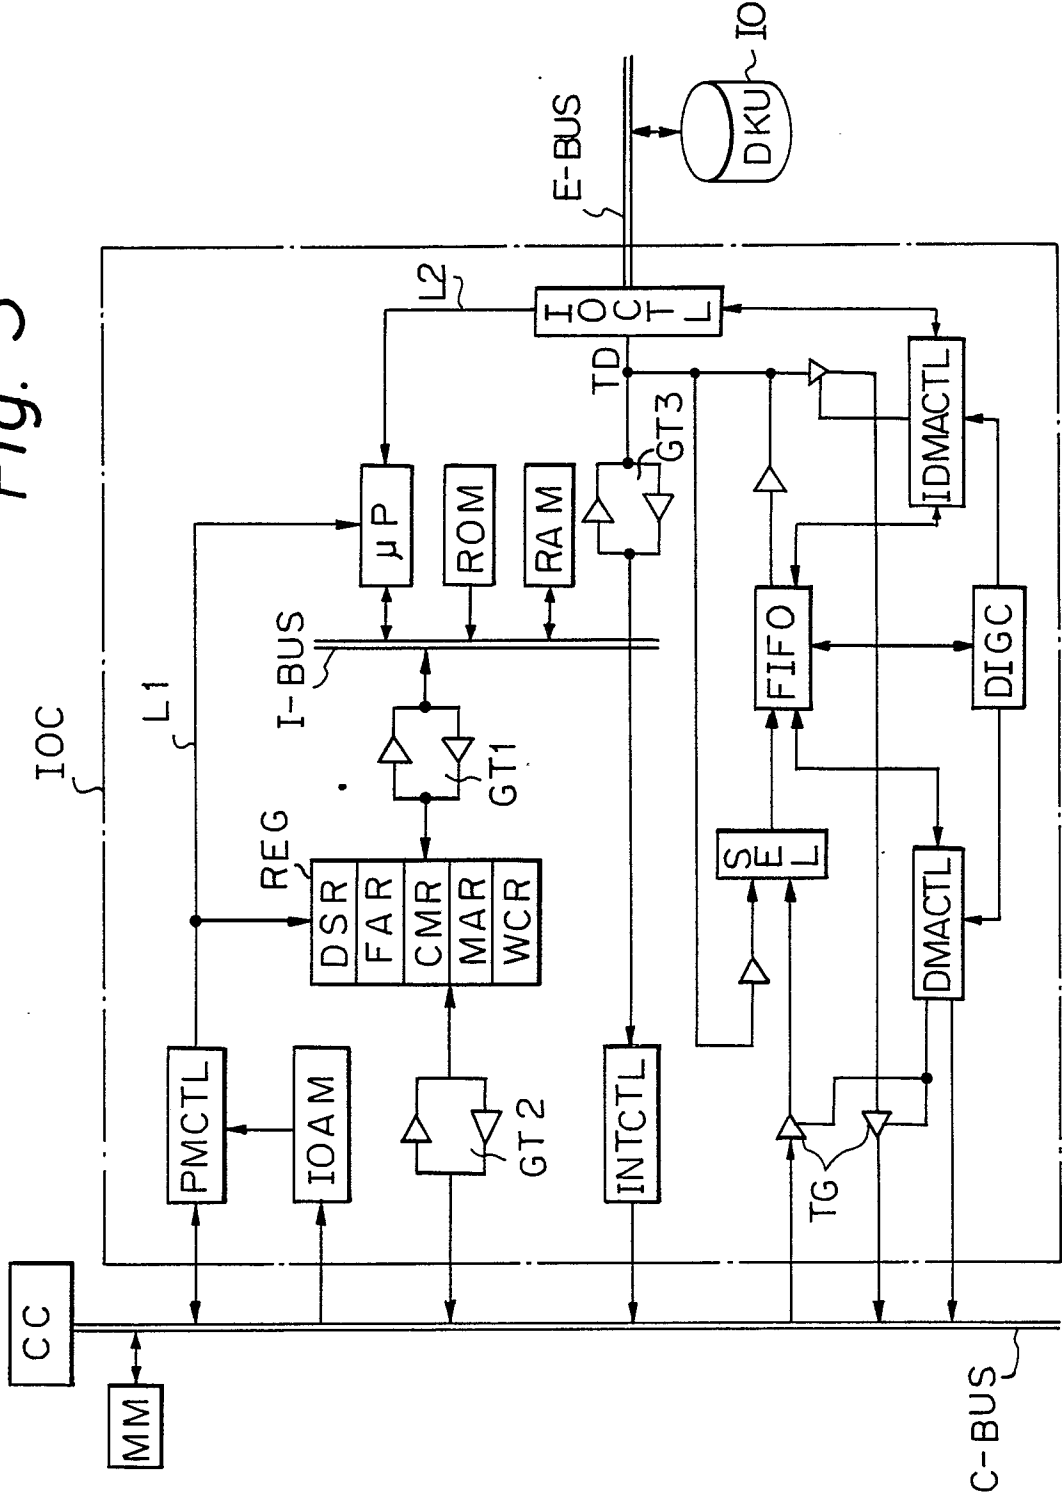 Fig. 3
IOC
CC
MM
C-BUS
PMCTL
L1
IOAM
REG
DSR
FAR
CMR
MAR
WCR
GT2
GT1
I-BUS
μP
ROM
RAM
L2
IOCTL
E-BUS
DKU
IO
TD
GT3
INTCTL
TG
SEL
FIFO
DMACTL
DIGC
IDMACTL